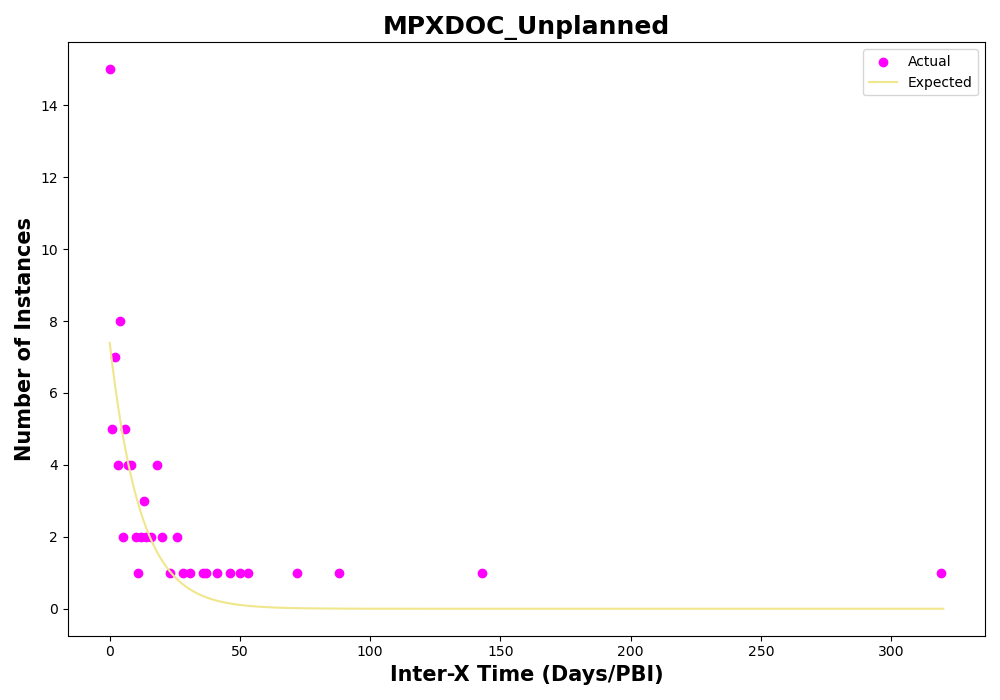 MPXDOC_Unplanned
Actual
Expected
Number of Instances
14
12
10
8
6
4
2
0
0 50 100 150 200 250 300
Inter-X Time (Days/PBI)